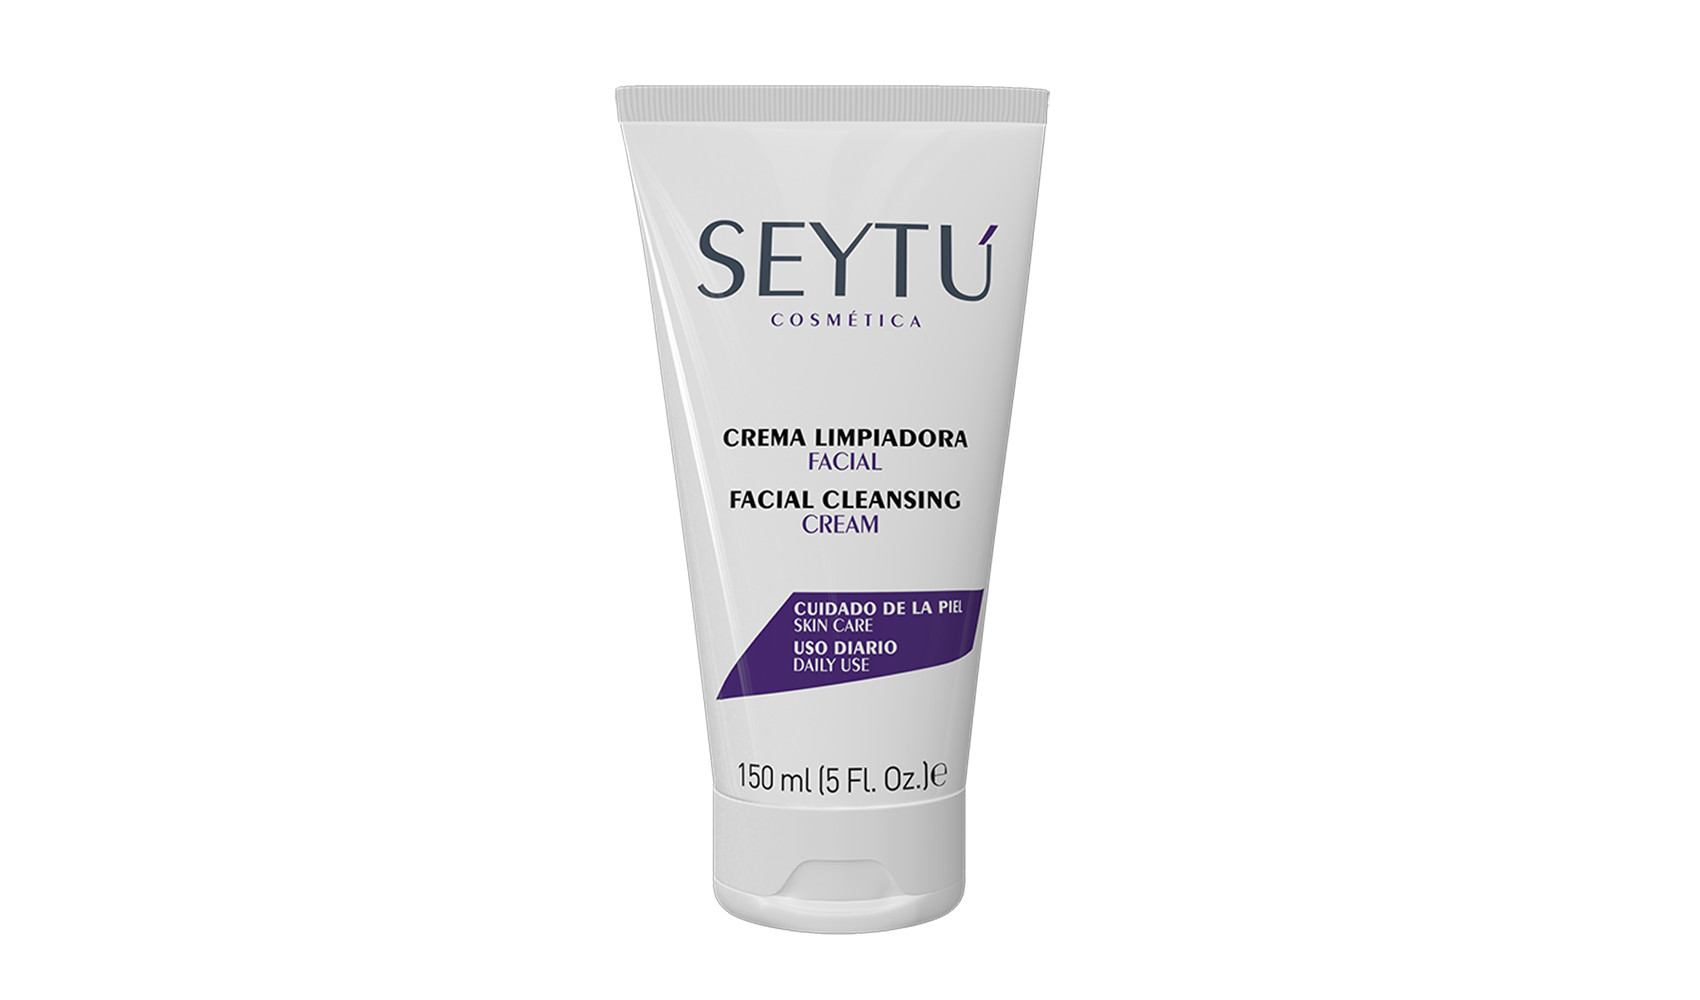 SEYTÚ
COSMÉTICA
CREMA LIMPIADORA
FACIAL
FACIAL CLEANSING
CREAM
CUIDADO DE LA PIEL
SKIN CARE
USO DIARIO
DAILY USE
150 ml (5 Fl. Oz.)℮